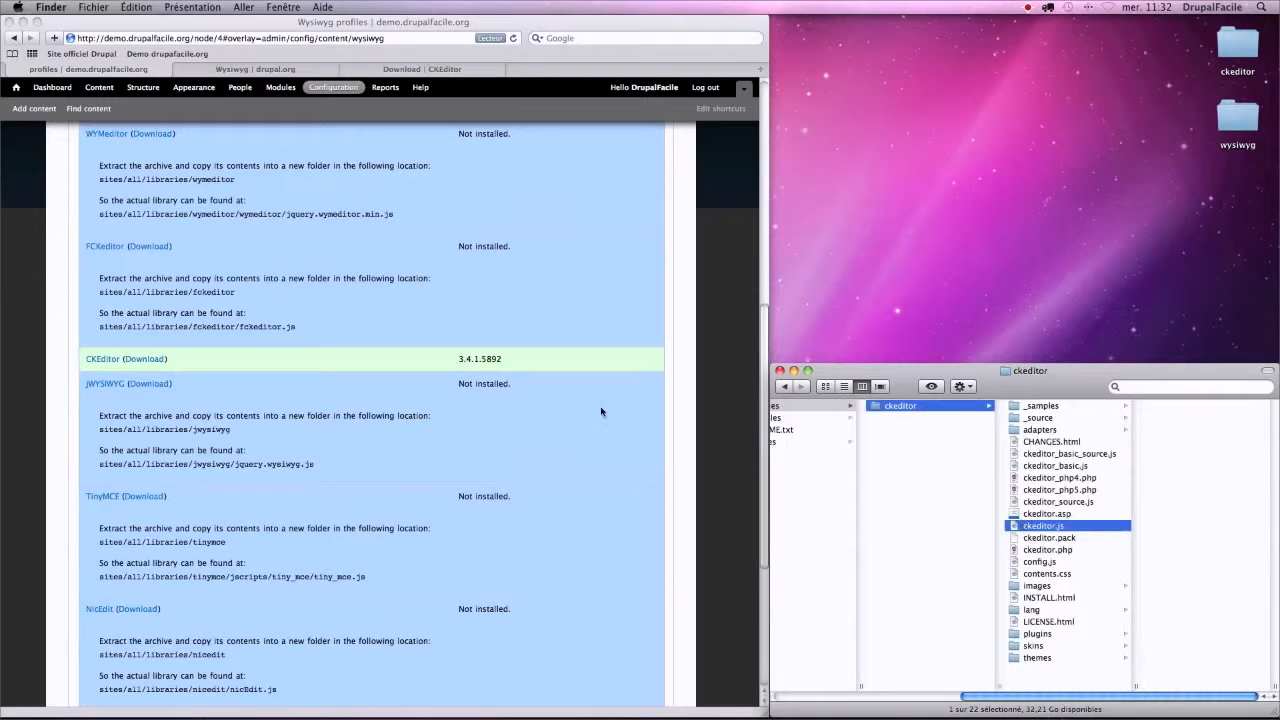 Finder Fichier Édition Présentation Aller Fenêtre Aide mer. 11:32 DrupalFacile
Wysiwyg profiles | demo.drupalfacile.org
http://demo.drupalfacile.org/node/4#overlay=admin/config/content/wysiwyg Lecteur Google
Site officiel Drupal Demo drupafacile.org
profiles | demo.drupalfacile.org Wysiwyg | drupal.org Download | CKEditor
Dashboard Content Structure Appearance People Modules Configuration Reports Help Hello DrupalFacile Log out
Add content Find content Edit shortcuts
WYMeditor (Download) Not installed.
Extract the archive and copy its contents into a new folder in the following location:
sites/all/libraries/wymeditor
So the actual library can be found at:
sites/all/libraries/wymeditor/wymeditor/jquery.wymeditor.min.js
FCKeditor (Download) Not installed.
Extract the archive and copy its contents into a new folder in the following location:
sites/all/libraries/fckeditor
So the actual library can be found at:
sites/all/libraries/fckeditor/fckeditor.js
CKEditor (Download) 3.4.1.5892
jWYSIWYG (Download) Not installed.
Extract the archive and copy its contents into a new folder in the following location:
sites/all/libraries/jwysiwyg
So the actual library can be found at:
sites/all/libraries/jwysiwyg/jquery.wysiwyg.js
TinyMCE (Download) Not installed.
Extract the archive and copy its contents into a new folder in the following location:
sites/all/libraries/tinymce
So the actual library can be found at:
sites/all/libraries/tinymce/jscripts/tiny_mce/tiny_mce.js
NicEdit (Download) Not installed.
Extract the archive and copy its contents into a new folder in the following location:
sites/all/libraries/nicedit
So the actual library can be found at:
sites/all/libraries/nicedit/nicEdit.js
ckeditor
wysiwyg
ckeditor
es
les
ME.txt
es
ckeditor
_samples
_source
adapters
CHANGES.html
ckeditor_basic_source.js
ckeditor_basic.js
ckeditor_php4.php
ckeditor_php5.php
ckeditor_source.js
ckeditor.asp
ckeditor.js
ckeditor.pack
ckeditor.php
config.js
contents.css
images
INSTALL.html
lang
LICENSE.html
plugins
skins
themes
1 sur 22 sélectionné, 32,21 Go disponibles